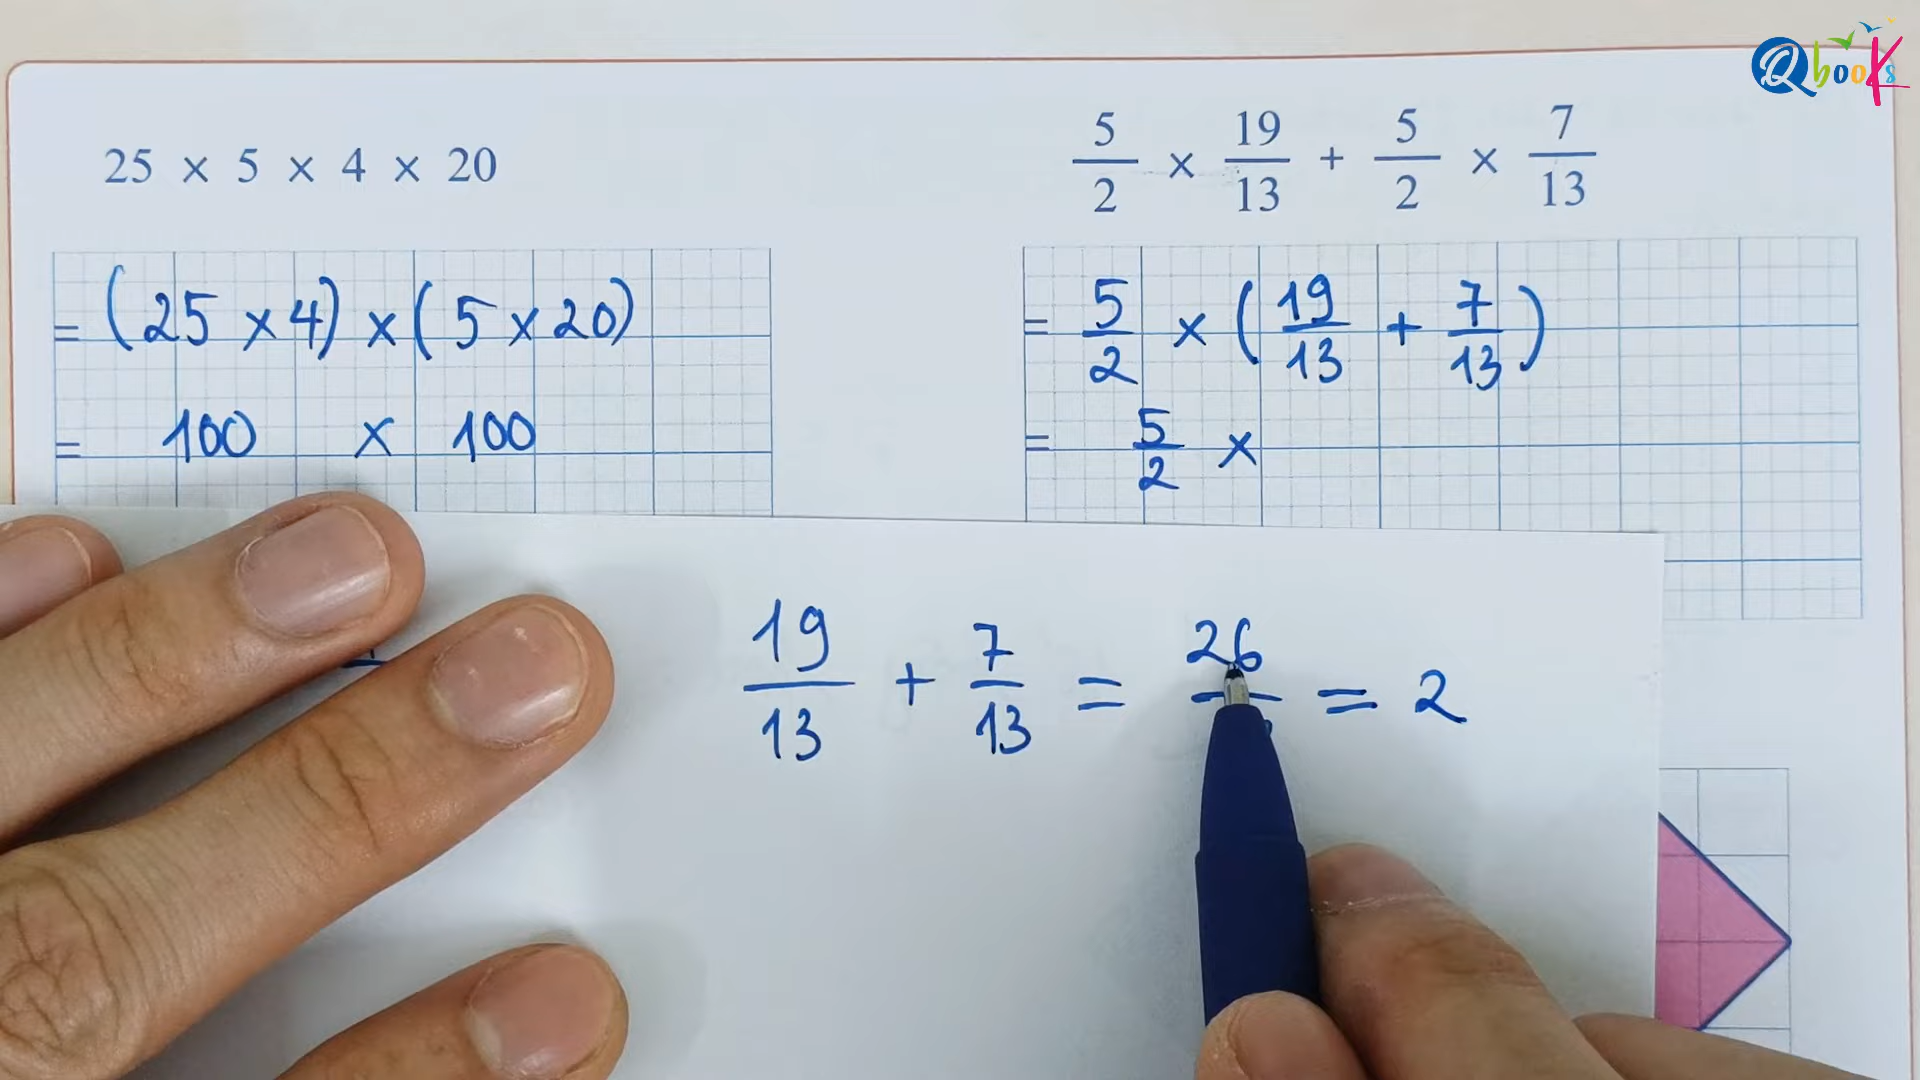 Qbooks
25 × 5 × 4 × 20
= (25 × 4) × (5 × 20)
= 100 × 100
5/2 × 19/13 + 5/2 × 7/13
= 5/2 × (19/13 + 7/13)
= 5/2 ×
19/13 + 7/13 = 26 = 2